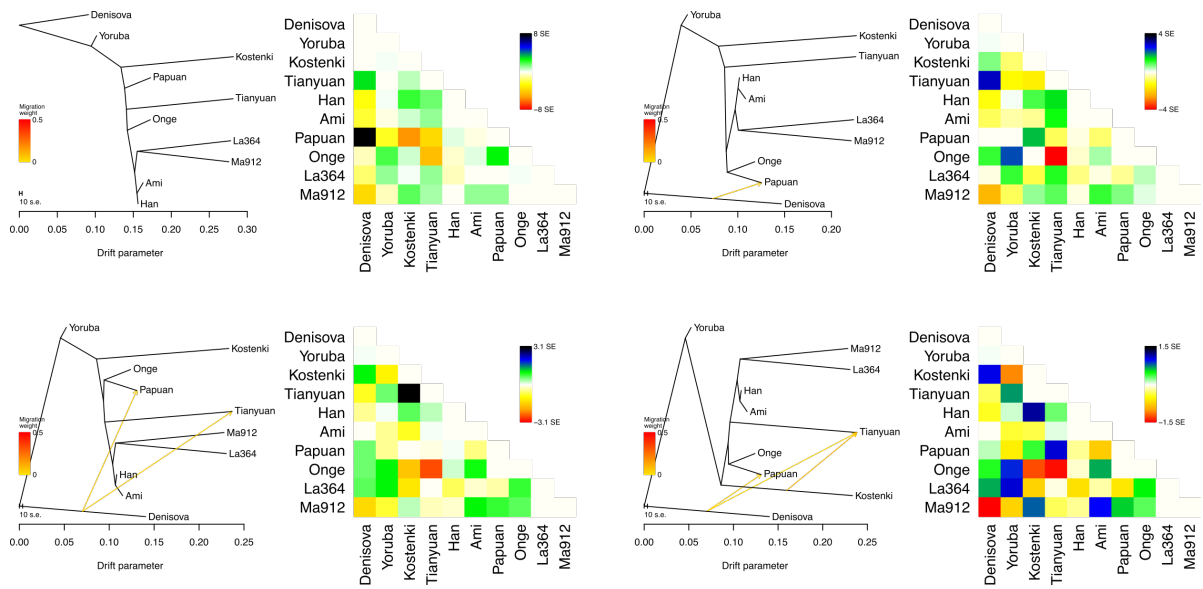 Denisova
Yoruba
Kostenki
Papuan
Tianyuan
Onge
La364
Ma912
Ami
Han
Migration
weight
0.5
0
10 s.e.
0.00 0.05 0.10 0.15 0.20 0.25 0.30
Drift parameter
Denisova
Yoruba
Kostenki
Tianyuan
Han
Ami
Papuan
Onge
La364
Ma912
8 SE
−8 SE
Denisova Yoruba Kostenki Tianyuan Han Ami Papuan Onge La364 Ma912
Yoruba
Kostenki
Tianyuan
Han
Ami
La364
Ma912
Onge
Papuan
Denisova
Migration
weight
0.5
0
10 s.e.
0.00 0.05 0.10 0.15 0.20
Drift parameter
Denisova
Yoruba
Kostenki
Tianyuan
Han
Ami
Papuan
Onge
La364
Ma912
4 SE
−4 SE
Denisova Yoruba Kostenki Tianyuan Han Ami Papuan Onge La364 Ma912
Yoruba
Kostenki
Onge
Papuan
Tianyuan
Ma912
La364
Han
Ami
Denisova
Migration
weight
0.5
0
10 s.e.
0.00 0.05 0.10 0.15 0.20 0.25
Drift parameter
Denisova
Yoruba
Kostenki
Tianyuan
Han
Ami
Papuan
Onge
La364
Ma912
3.1 SE
−3.1 SE
Denisova Yoruba Kostenki Tianyuan Han Ami Papuan Onge La364 Ma912
Yoruba
Ma912
La364
Han
Ami
Tianyuan
Onge
Papuan
Kostenki
Denisova
Migration
weight
0.5
0
10 s.e.
0.00 0.05 0.10 0.15 0.20 0.25
Drift parameter
Denisova
Yoruba
Kostenki
Tianyuan
Han
Ami
Papuan
Onge
La364
Ma912
1.5 SE
−1.5 SE
Denisova Yoruba Kostenki Tianyuan Han Ami Papuan Onge La364 Ma912